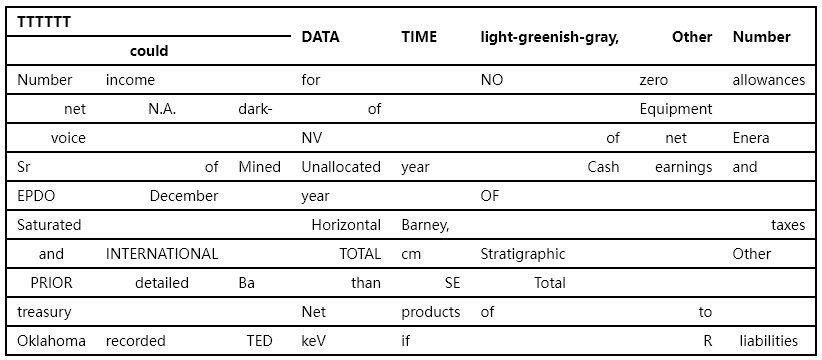 TTTTTT
DATA TIME light-greenish-gray, Other Number
could
Number income for NO zero allowances
net N.A. dark- of Equipment
voice NV of net Enera
Sr of Mined Unallocated year Cash earnings and
EPDO December year OF
Saturated Horizontal Barney, taxes
and INTERNATIONAL TOTAL cm Stratigraphic Other
PRIOR detailed Ba than SE Total
treasury Net products of to
Oklahoma recorded TED keV if R liabilities